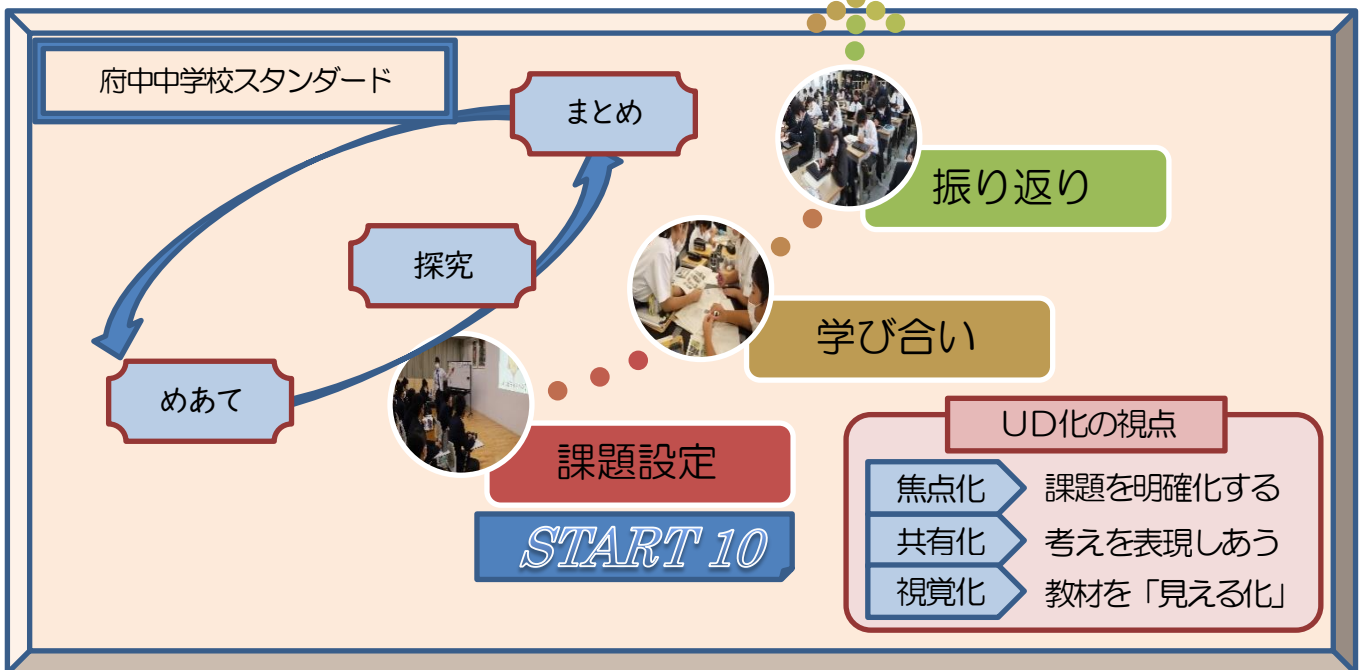 府中中学校スタンダード
まとめ
探究
めあて
振り返り
学び合い
課題設定
START 10
UD化の視点
焦点化 課題を明確化する
共有化 考えを表現しあう
視覚化 教材を「見える化」